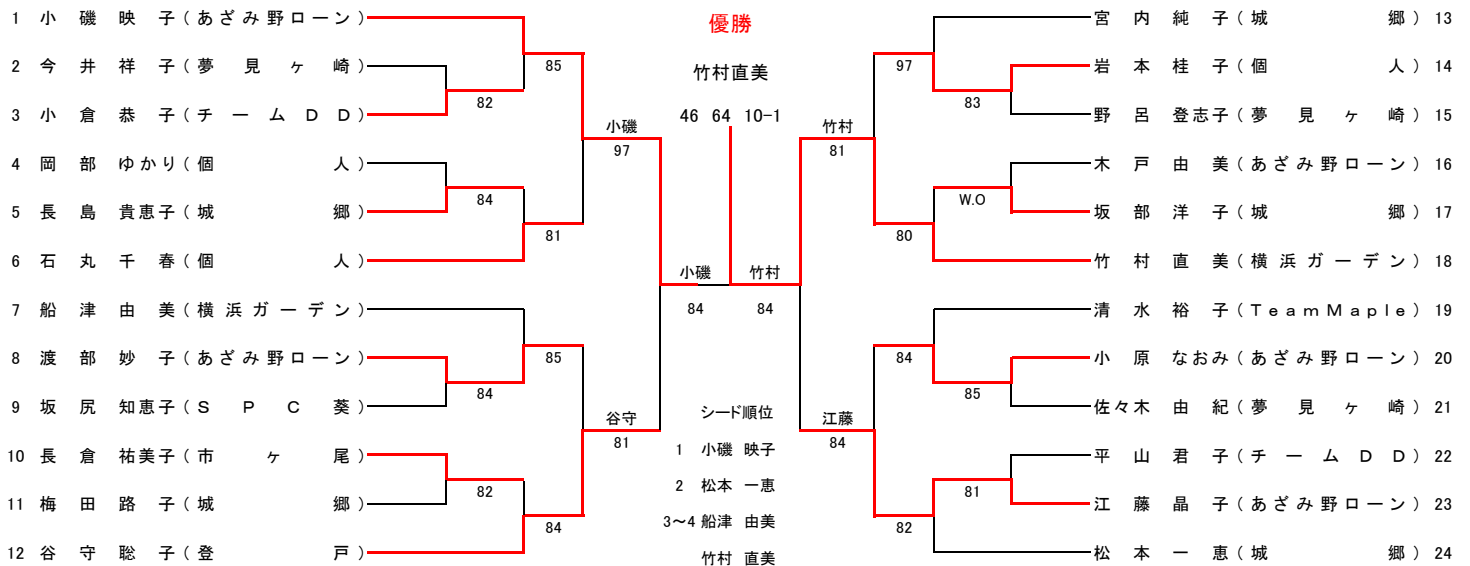 1 小磯 映子 (あざみ野ローン)
2 今井 祥子 (夢見ヶ崎)
3 小倉 恭子 (チームDD)
4 岡部 ゆかり (個人)
5 長島 貴恵子 (城郷)
6 石丸 千春 (個人)
7 船津 由美 (横浜ガーデン)
8 渡部 妙子 (あざみ野ローン)
9 坂尻 知恵子 (SPC葵)
10 長倉 祐美子 (市ヶ尾)
11 梅田 路子 (城郷)
12 谷守 聡子 (登戸)
82
84
84
82
85
81
85
84
小磯
97
谷守
81
小磯
84
優勝
竹村直美
46 64 10-1
竹村
84
シード順位
1 小磯 映子
2 松本 一恵
3~4 船津 由美
竹村 直美
竹村
81
江藤
84
97
80
84
82
83
W.O
85
81
宮内 純子 (城郷) 13
岩本 桂子 (個人) 14
野呂 登志子 (夢見ヶ崎) 15
木戸 由美 (あざみ野ローン) 16
坂部 洋子 (城郷) 17
竹村 直美 (横浜ガーデン) 18
清水 裕子 (TeamMaple) 19
小原 なおみ (あざみ野ローン) 20
佐々木 由紀 (夢見ヶ崎) 21
平山 君子 (チームDD) 22
江藤 晶子 (あざみ野ローン) 23
松本 一恵 (城郷) 24